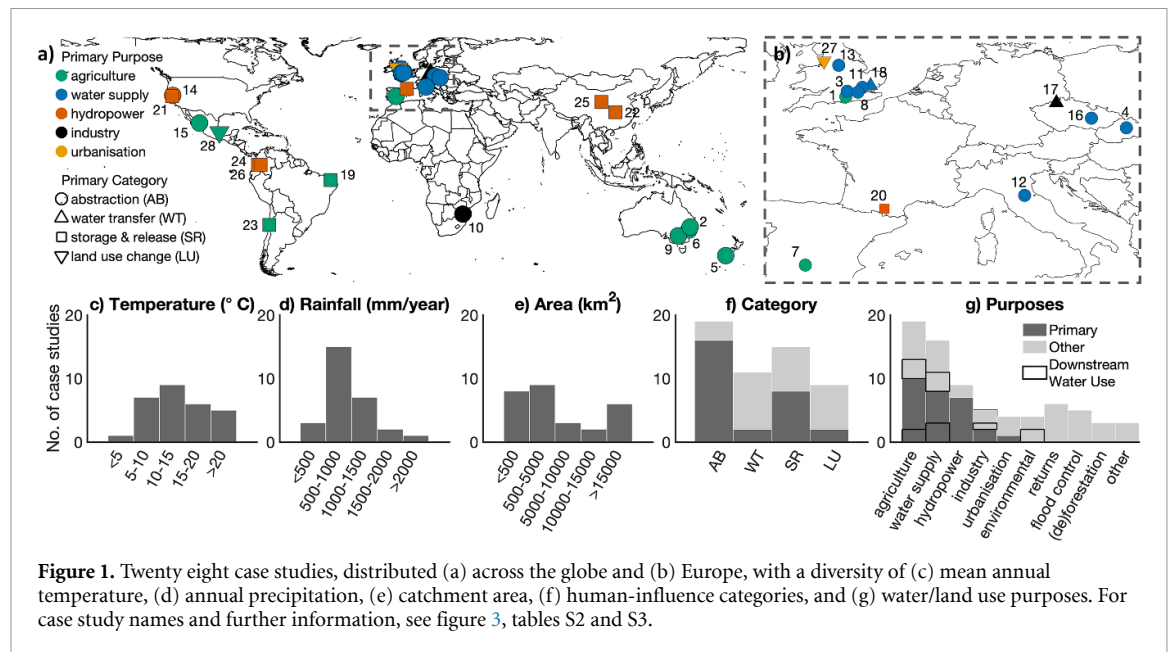 a)
Primary Purpose
agriculture
water supply
hydropower
industry
urbanisation
Primary Category
abstraction (AB)
water transfer (WT)
storage & release (SR)
land use change (LU)
14
21
15
28
24
26
19
23
10
25
22
2
6
9
5
b)
27
13
11
18
3
1
8
17
16
4
12
20
7
c) Temperature (° C)
No. of case studies
20
10
0
<5
5-10
10-15
15-20
>20
d) Rainfall (mm/year)
20
10
0
<500
500-1000
1000-1500
1500-2000
>2000
e) Area (km²)
20
10
0
<500
500-5000
5000-10000
10000-15000
>15000
f) Category
20
10
0
AB
WT
SR
LU
g) Purposes
20
10
0
Primary
Other
Downstream
Water Use
agriculture
water supply
hydropower
industry
urbanisation
environmental
returns
flood control
(de)forestation
other
Figure 1. Twenty eight case studies, distributed (a) across the globe and (b) Europe, with a diversity of (c) mean annual
temperature, (d) annual precipitation, (e) catchment area, (f) human-influence categories, and (g) water/land use purposes. For
case study names and further information, see figure 3, tables S2 and S3.